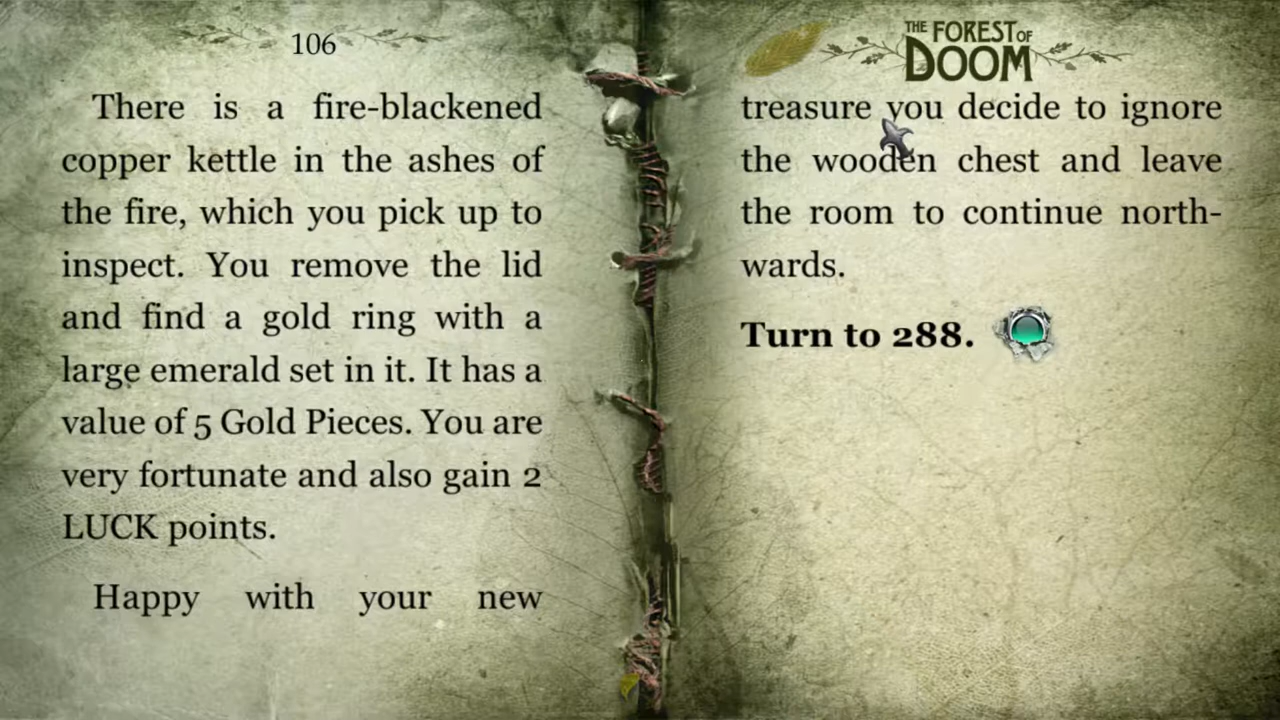 106
There is a fire-blackened
copper kettle in the ashes of
the fire, which you pick up to
inspect. You remove the lid
and find a gold ring with a
large emerald set in it. It has a
value of 5 Gold Pieces. You are
very fortunate and also gain 2
LUCK points.
Happy with your new
THE FOREST OF
DOOM
treasure you decide to ignore
the wooden chest and leave
the room to continue north-
wards.
Turn to 288.